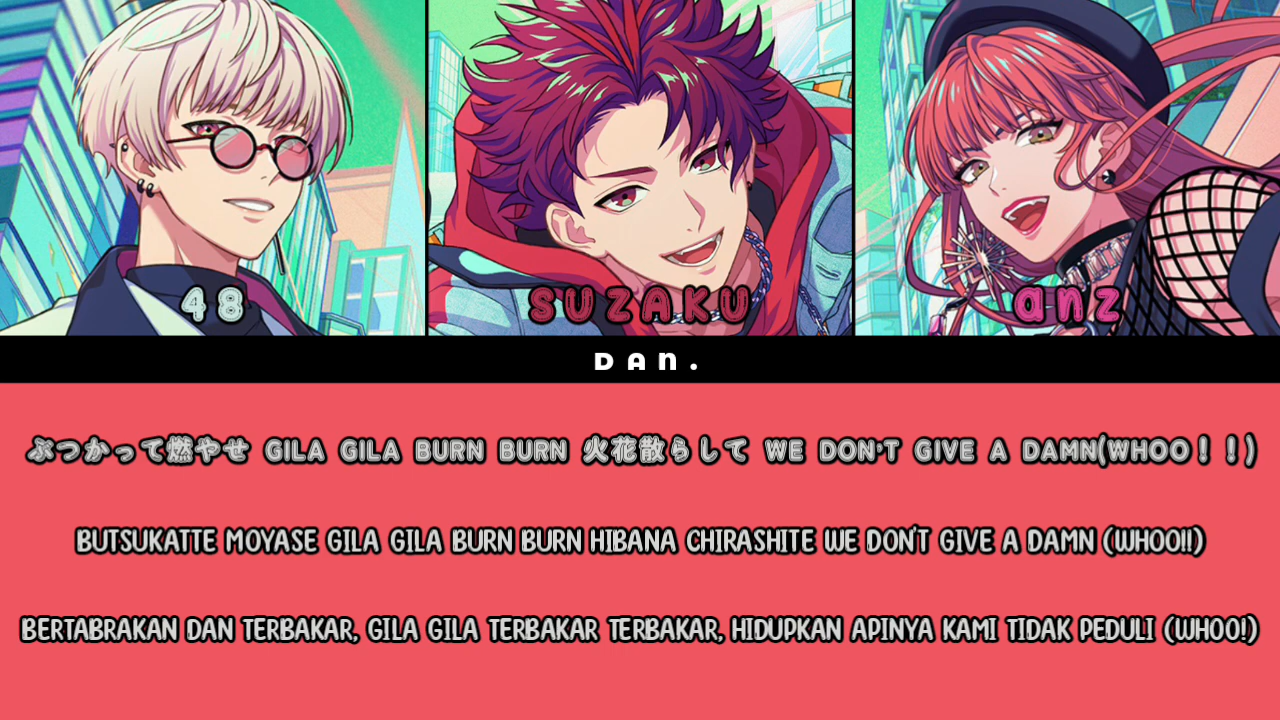 48
SUZAKU
anz
DAN.
ぶつかって燃やせ GILA GILA BURN BURN 火花散らして WE DON'T GIVE A DAMN(WHOO！！)
BUTSUKATTE MOYASE GILA GILA BURN BURN HIBANA CHIRASHITE WE DON'T GIVE A DAMN (WHOO!!)
BERTABRAKAN DAN TERBAKAR, GILA GILA TERBAKAR TERBAKAR, HIDUPKAN APINYA KAMI TIDAK PEDULI (WHOO!)